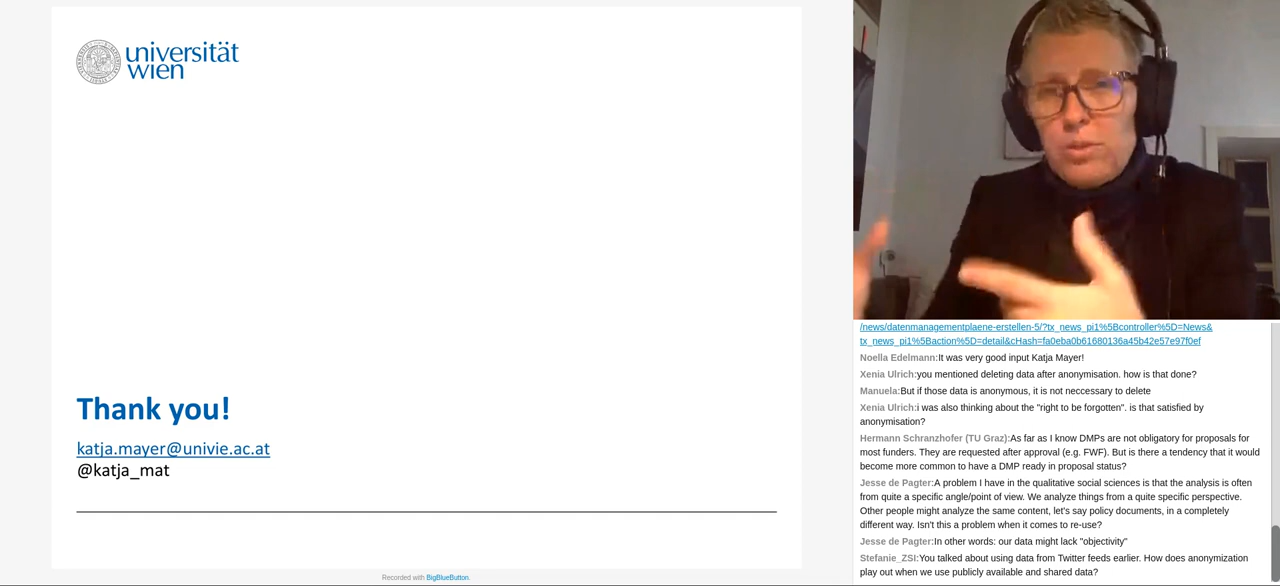 universität
wien
Thank you!
katja.mayer@univie.ac.at
@katja_mat
Recorded with BigBlueButton.
/news/datenmanagementplaene-erstellen-5/?tx_news_pi1%5Bcontroller%5D=News&
tx_news_pi1%5Baction%5D=detail&cHash=fa0eba0b61680136a45b42e57e97f0ef
Noella Edelmann:It was very good input Katja Mayer!
Xenia Ulrich:you mentioned deleting data after anonymisation. how is that done?
Manuela:But if those data is anonymous, it is not neccessary to delete
Xenia Ulrich:i was also thinking about the "right to be forgotten". is that satisfied by
anonymisation?
Hermann Schranzhofer (TU Graz):As far as I know DMPs are not obligatory for proposals for
most funders. They are requested after approval (e.g. FWF). But is there a tendency that it would
become more common to have a DMP ready in proposal status?
Jesse de Pagter:A problem I have in the qualitative social sciences is that the analysis is often
from quite a specific angle/point of view. We analyze things from a quite specific perspective.
Other people might analyze the same content, let's say policy documents, in a completely
different way. Isn't this a problem when it comes to re-use?
Jesse de Pagter:In other words: our data might lack "objectivity"
Stefanie_ZSI:You talked about using data from Twitter feeds earlier. How does anonymization
play out when we use publicly available and shared data?